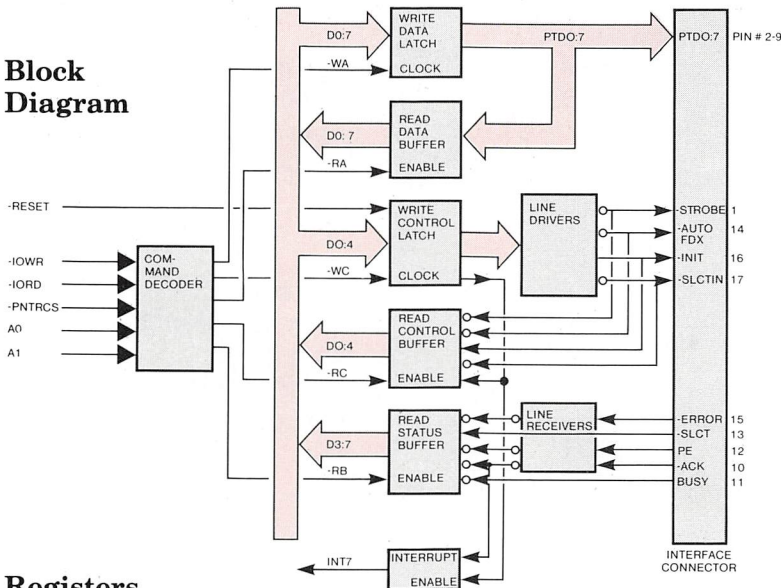 Block
Diagram
D0:7
WRITE
DATA
LATCH
CLOCK
-WA
PTDO:7
PTDO:7
PIN # 2-9
D0: 7
READ
DATA
BUFFER
ENABLE
-RA
-RESET
WRITE
CONTROL
LATCH
CLOCK
DO:4
-WC
LINE
DRIVERS
-STROBE 1
-AUTO 14
FDX
-INIT 16
-SLCTIN 17
-IOWR
-IORD
-PNTRCS
A0
A1
COM-
MAND
DECODER
READ
CONTROL
BUFFER
ENABLE
DO:4
-RC
READ
STATUS
BUFFER
ENABLE
D3:7
-RB
LINE
RECEIVERS
-ERROR 15
-SLCT 13
PE 12
-ACK 10
BUSY 11
INTERFACE
CONNECTOR
INT7
INTERRUPT
ENABLE
Registers